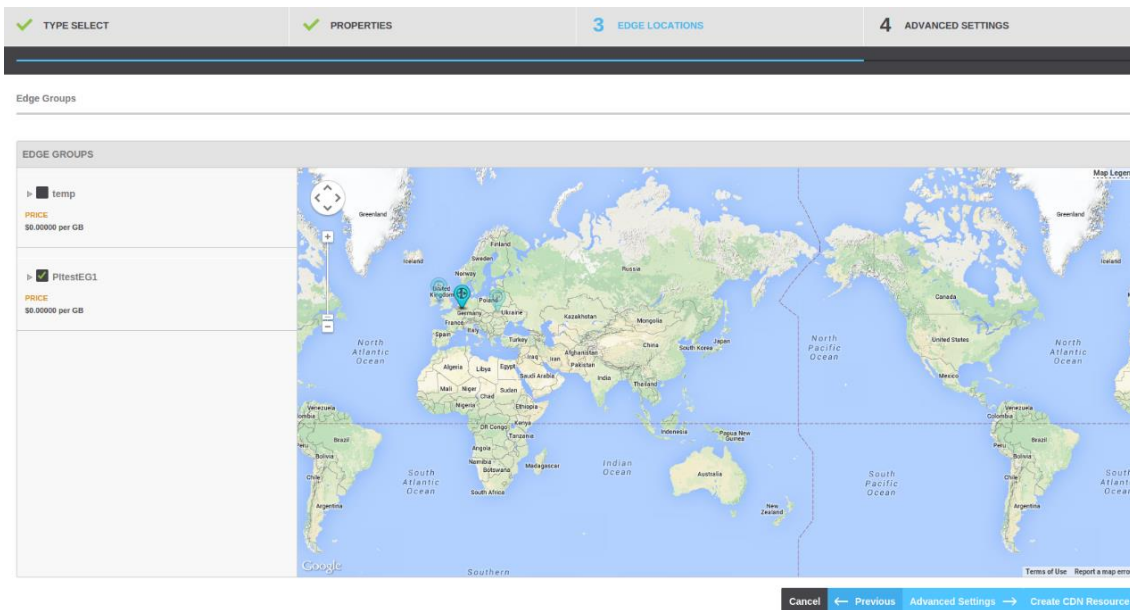 TYPE SELECT
PROPERTIES
3 EDGE LOCATIONS
4 ADVANCED SETTINGS
Edge Groups
EDGE GROUPS
temp
PRICE
$0.00000 per GB
PItestEG1
PRICE
$0.00000 per GB
Map Legen
Greenland
Greenland
Iceland
Finland
Sweden
Norway
Russia
Iceland
United
Kingdom
Poland
Germany
Ukraine
France
Kazakhstan
Mongolia
Canada
Spain
Italy
Turkey
North
Atlantic
Ocean
China
South Korea
Japan
North
Pacific
Ocean
United States
North
Atlantic
Ocean
Iraq
Iran
Afghanistan
Pakistan
Algeria
Libya
Egypt
Saudi Arabia
India
Thailand
Mexico
Mali
Niger
Chad
Sudan
Nigeria
Ethiopia
Venezuela
ombia
Venezuela
Colombia
DR Congo
Kenya
Tanzania
Indonesia
Papua New
Guinea
Peru
Brazil
Peru
Brazil
Angola
Bolivia
Bolivia
Namibia
Botswana
Madagascar
Indian
Ocean
Australia
Chile
South
Atlantic
Ocean
South Africa
South
Pacific
Ocean
Chile
South
Atlanti
Ocea
Argentina
New
Zealand
Argentina
Google
Southern
Terms of Use
Report a map erro
Cancel
← Previous
Advanced Settings →
Create CDN Resource